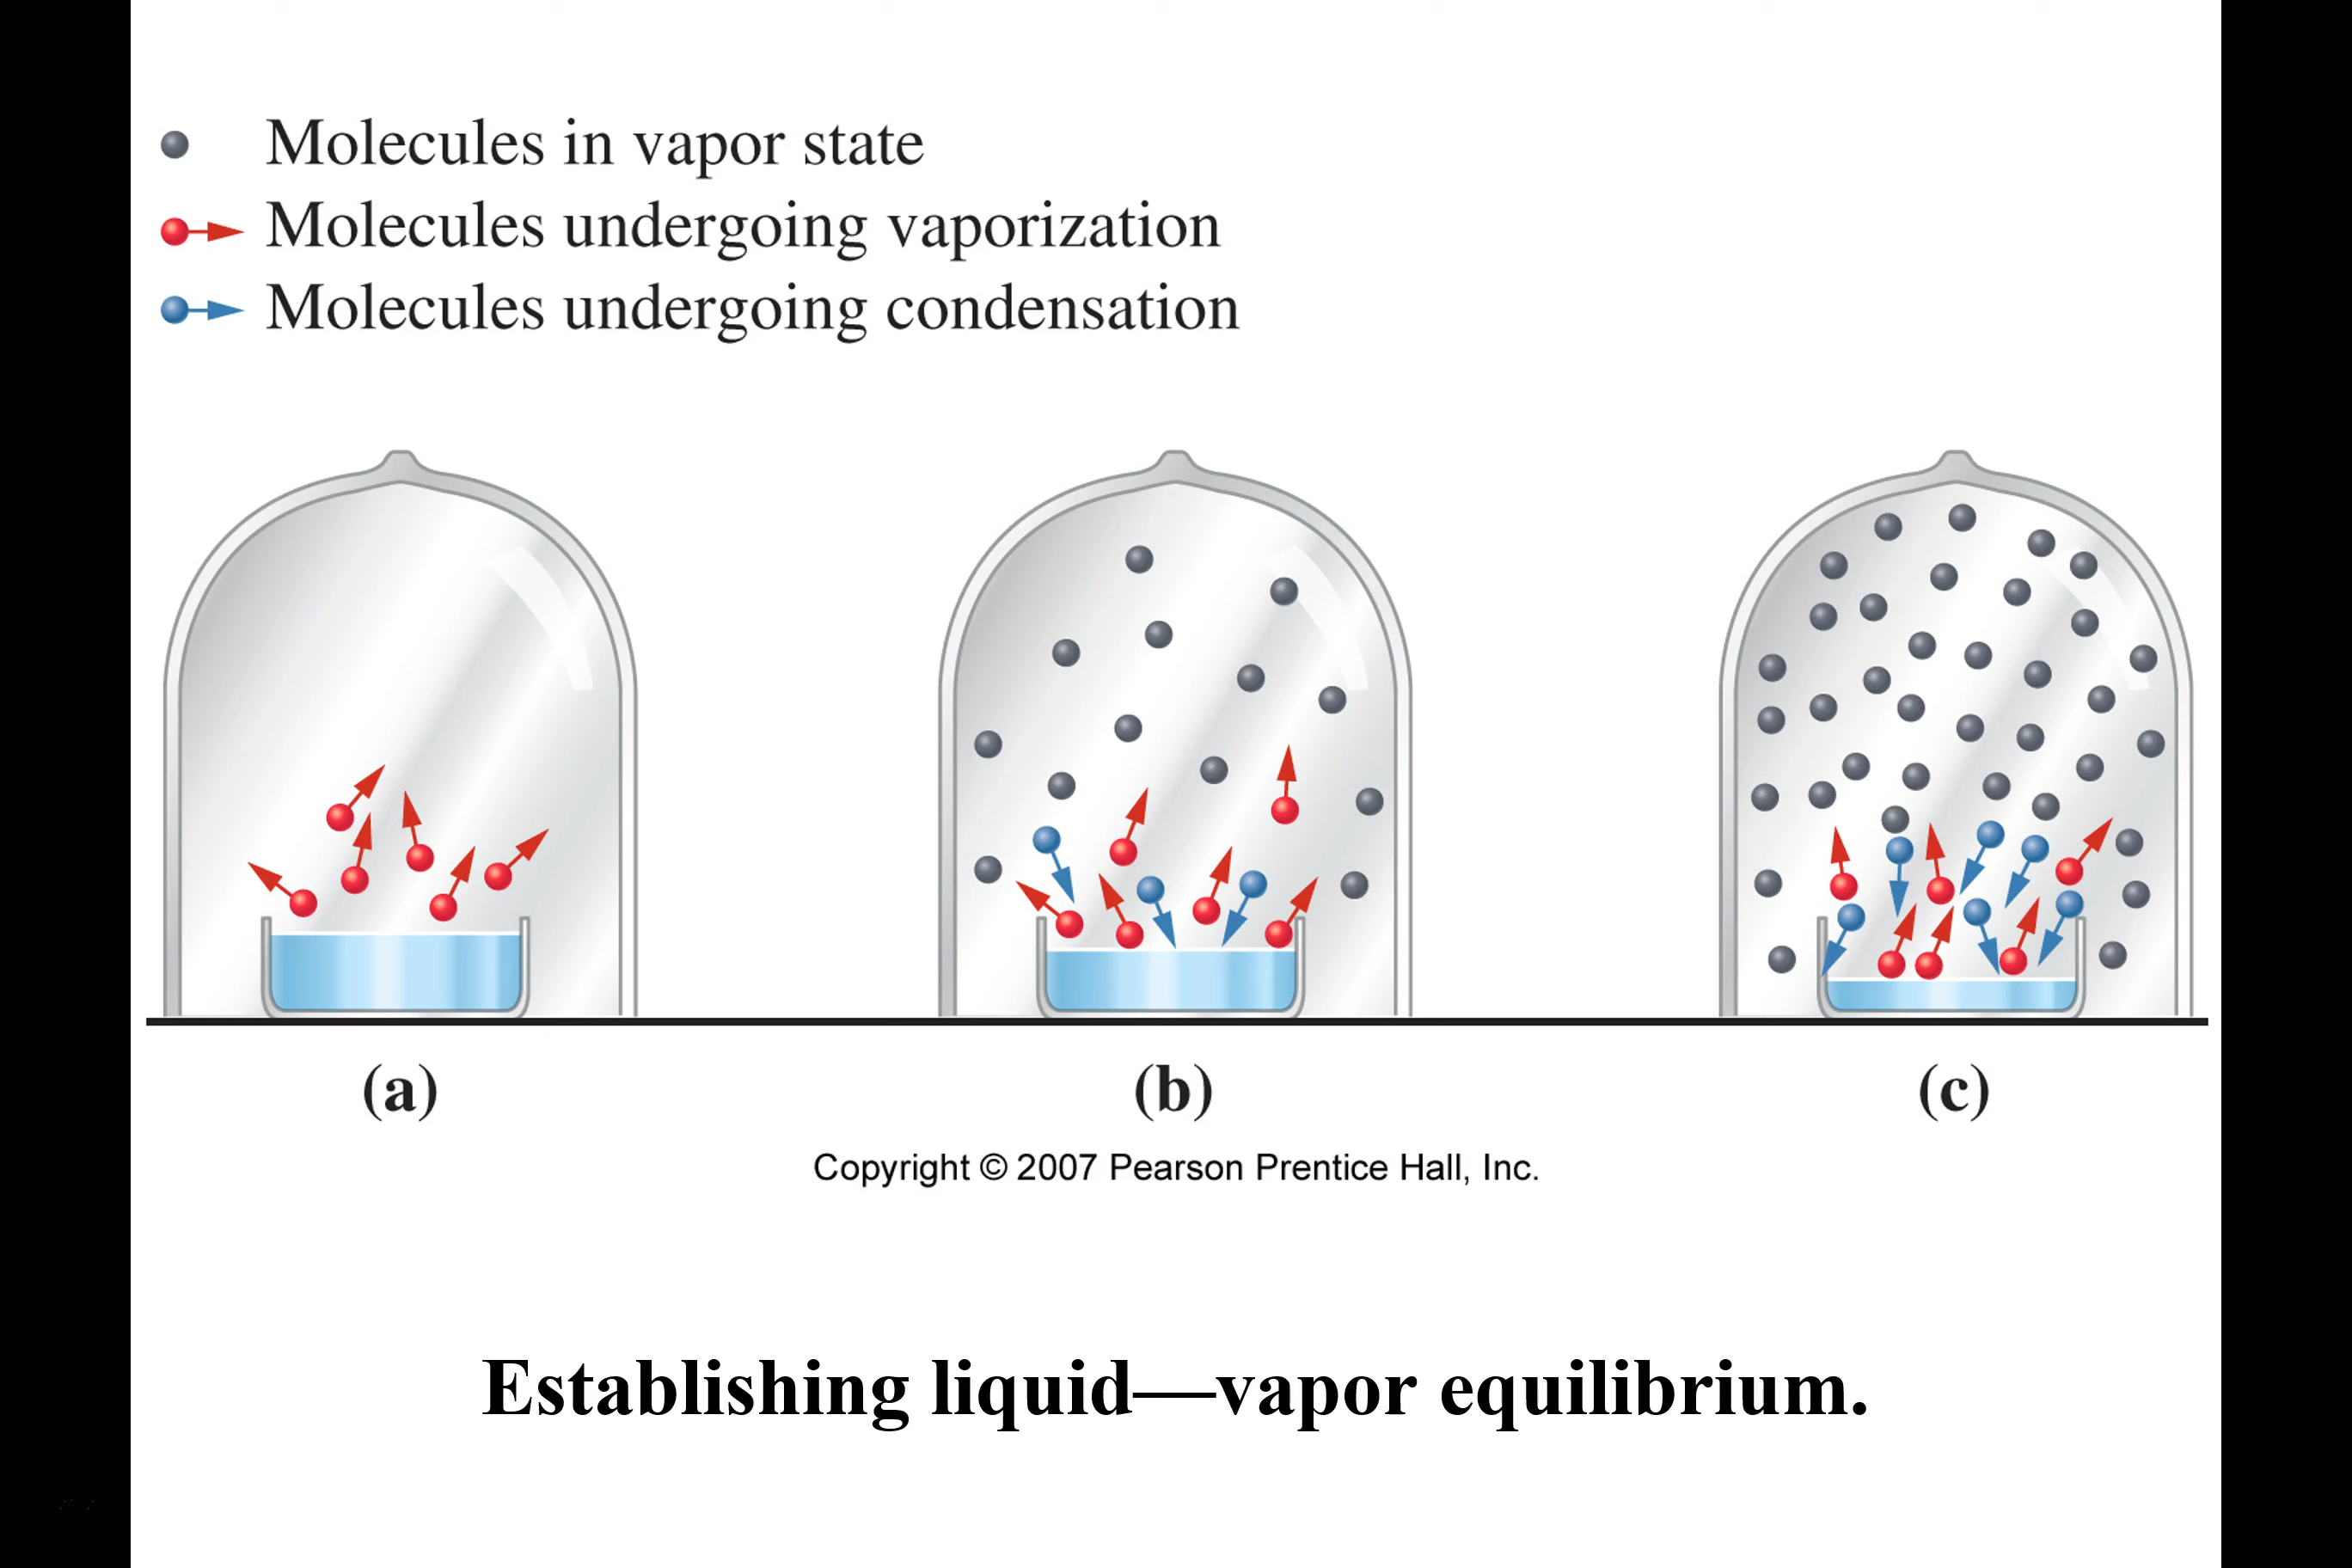 Molecules in vapor state
Molecules undergoing vaporization
Molecules undergoing condensation
(a)
(b)
(c)
Copyright © 2007 Pearson Prentice Hall, Inc.
Establishing liquid—vapor equilibrium.